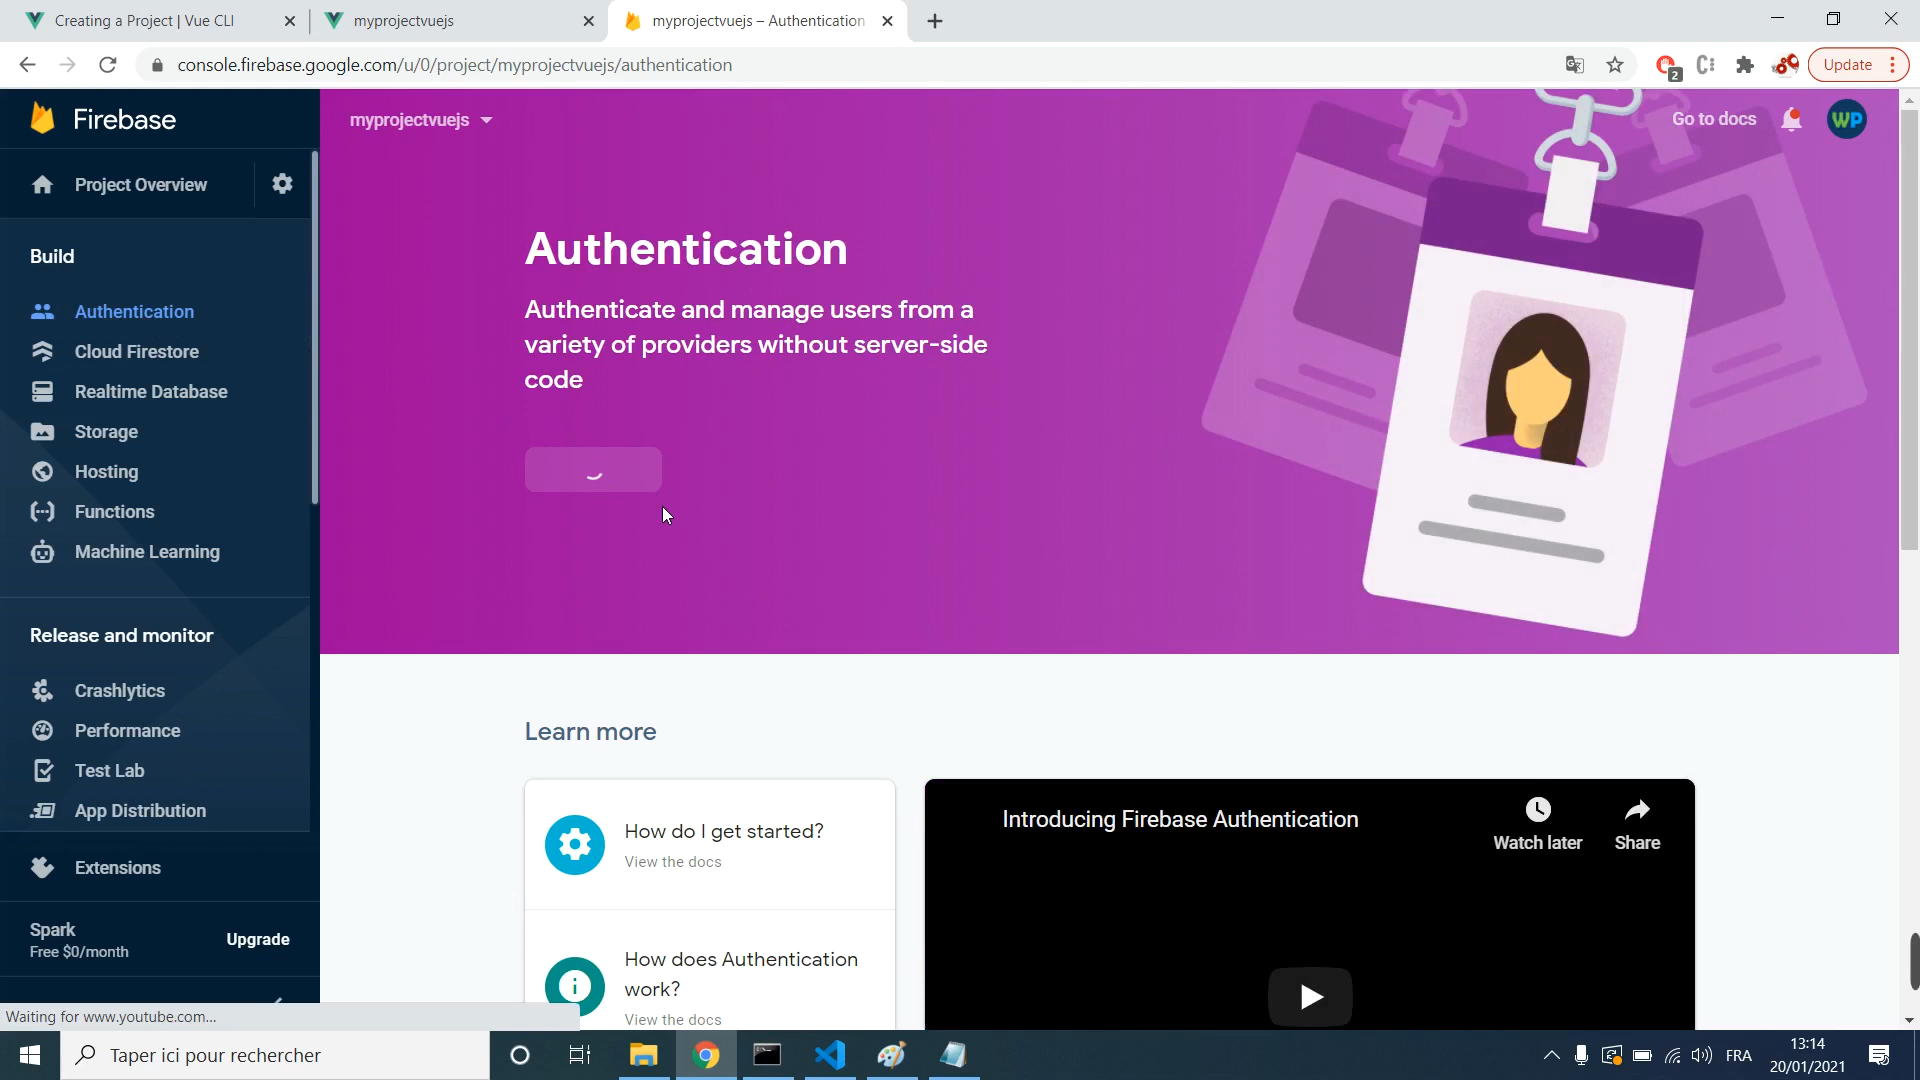 Creating a Project | Vue CLI
myprojectvuejs
myprojectvuejs – Authentication
console.firebase.google.com/u/0/project/myprojectvuejs/authentication
2
Update
Firebase
myprojectvuejs
Go to docs
WP
Project Overview
Build
Authentication
Cloud Firestore
Realtime Database
Storage
Hosting
Functions
Machine Learning
Release and monitor
Crashlytics
Performance
Test Lab
App Distribution
Extensions
Spark
Free $0/month
Upgrade
Authentication
Authenticate and manage users from a
variety of providers without server-side
code
Learn more
How do I get started?
View the docs
How does Authentication
work?
View the docs
Introducing Firebase Authentication
Watch later
Share
Waiting for www.youtube.com...
Taper ici pour rechercher
FRA
13:14
20/01/2021